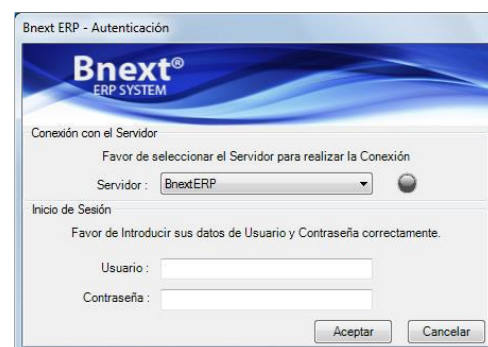 Bnext ERP - Autenticación
Bnext®
ERP SYSTEM
Conexión con el Servidor
Favor de seleccionar el Servidor para realizar la Conexión
Servidor : BnextERP
Inicio de Sesión
Favor de Introducir sus datos de Usuario y Contraseña correctamente.
Usuario :
Contraseña :
Aceptar Cancelar